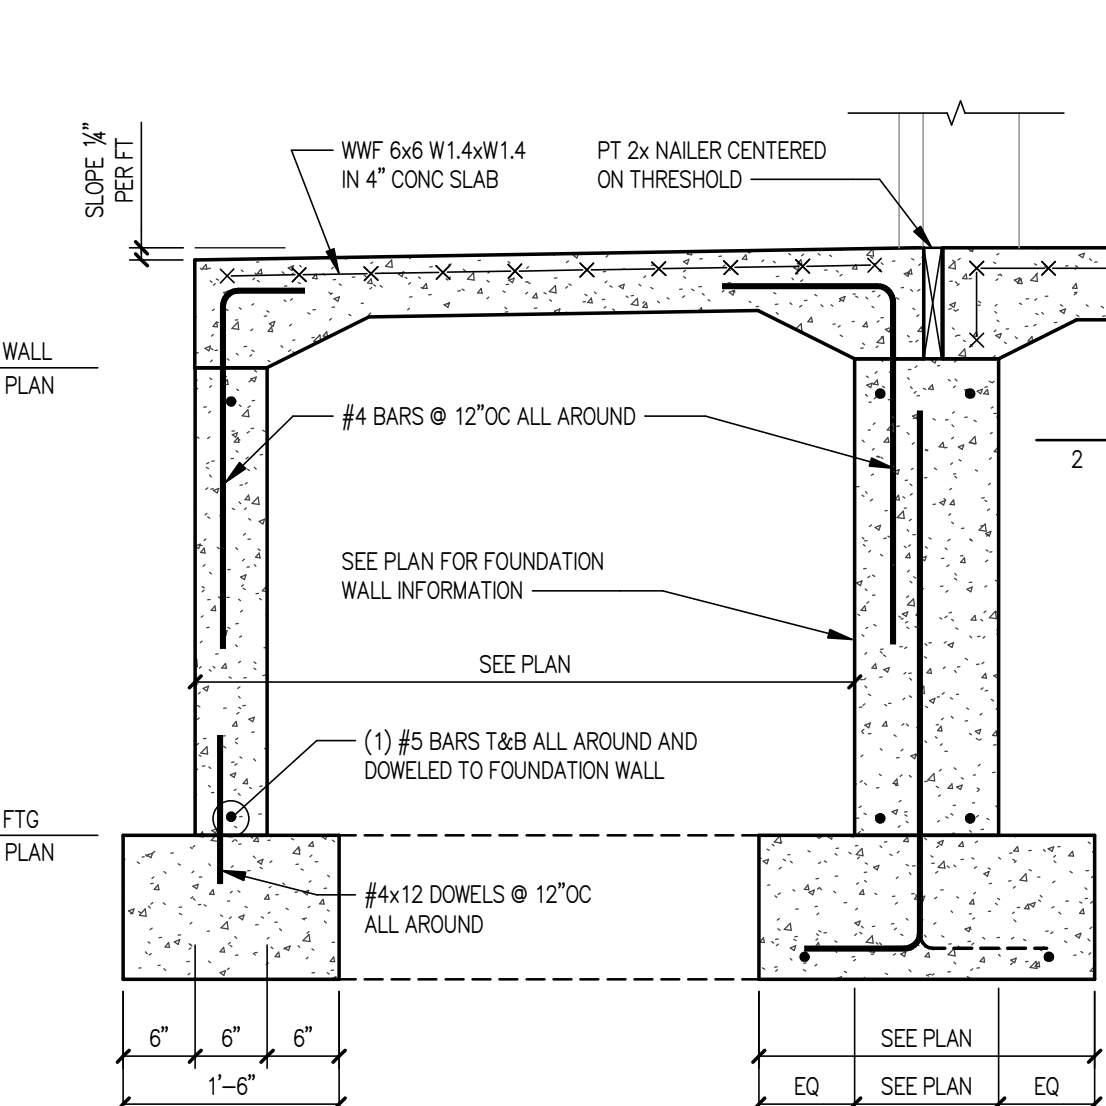 SLOPE ¼”
PER FT
WWF 6x6 W1.4xW1.4
IN 4” CONC SLAB
PT 2x NAILER CENTERED
ON THRESHOLD
WALL
PLAN
#4 BARS @ 12”OC ALL AROUND
2
SEE PLAN FOR FOUNDATION
WALL INFORMATION
SEE PLAN
(1) #5 BARS T&B ALL AROUND AND
DOWELED TO FOUNDATION WALL
FTG
PLAN
#4x12 DOWELS @ 12”OC
ALL AROUND
6” 6” 6”
1’–6”
SEE PLAN
EQ SEE PLAN EQ